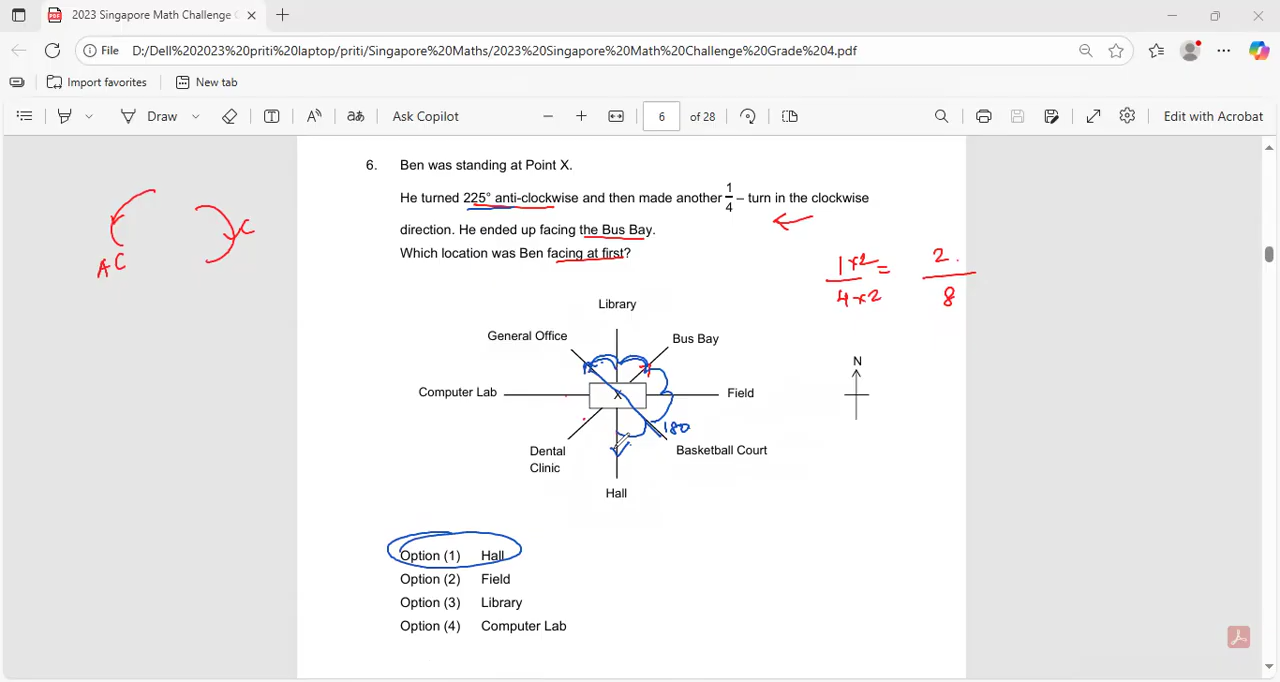 2023 Singapore Math Challenge
File D:/Dell%202023%20priti%20laptop/priti/Singapore%20Maths/2023%20Singapore%20Math%20Challenge%20Grade%204.pdf
Import favorites New tab
Draw aあ Ask Copilot 6 of 28 Edit with Acrobat
6. Ben was standing at Point X.
He turned 225° anti-clockwise and then made another 1/4 – turn in the clockwise
direction. He ended up facing the Bus Bay.
Which location was Ben facing at first?
AC
C
1×2 = 2
4×2 8
Library
General Office
Bus Bay
N
Computer Lab
X
Field
180
Dental
Clinic
Basketball Court
Hall
Option (1) Hall
Option (2) Field
Option (3) Library
Option (4) Computer Lab